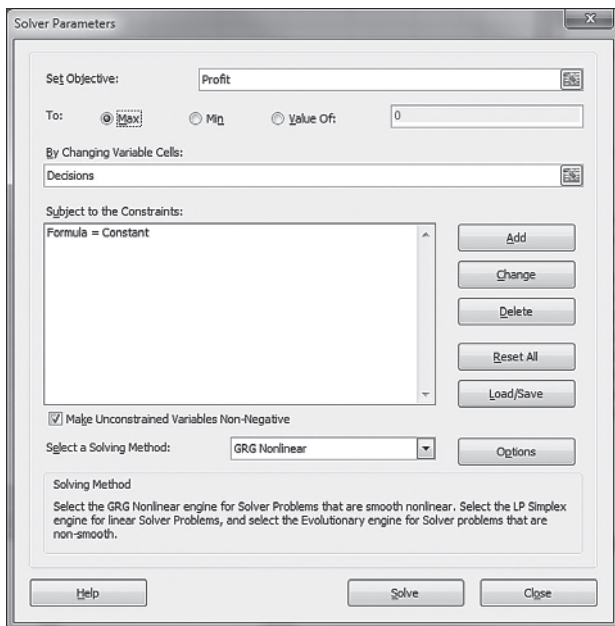 Solver Parameters
X
Set Objective:
Profit
To:
Max
Min
Value Of:
0
By Changing Variable Cells:
Decisions
Subject to the Constraints:
Formula = Constant
Add
Change
Delete
Reset All
Load/Save
Make Unconstrained Variables Non-Negative
Select a Solving Method:
GRG Nonlinear
Options
Solving Method
Select the GRG Nonlinear engine for Solver Problems that are smooth nonlinear. Select the LP Simplex
engine for linear Solver Problems, and select the Evolutionary engine for Solver problems that are
non-smooth.
Help
Solve
Close